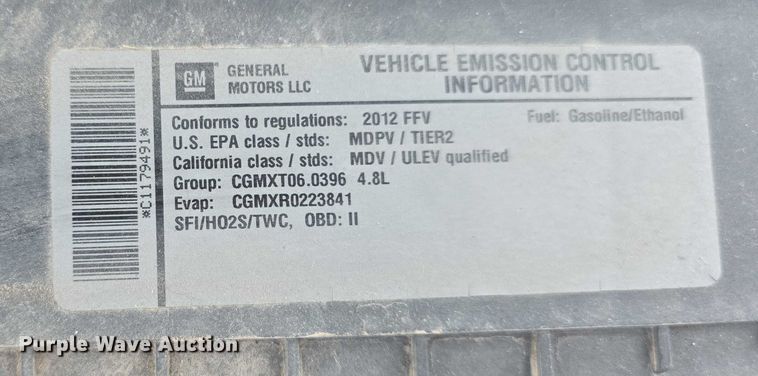 GM GENERAL MOTORS LLC
VEHICLE EMISSION CONTROL INFORMATION
Conforms to regulations: 2012 FFV Fuel: Gasoline/Ethanol
U.S. EPA class / stds: MDPV / TIER2
California class / stds: MDV / ULEV qualified
Group: CGMXT06.0396 4.8L
Evap: CGMXR0223841
SFI/HO2S/TWC, OBD: II
*C1179491*
Purple Wave Auction